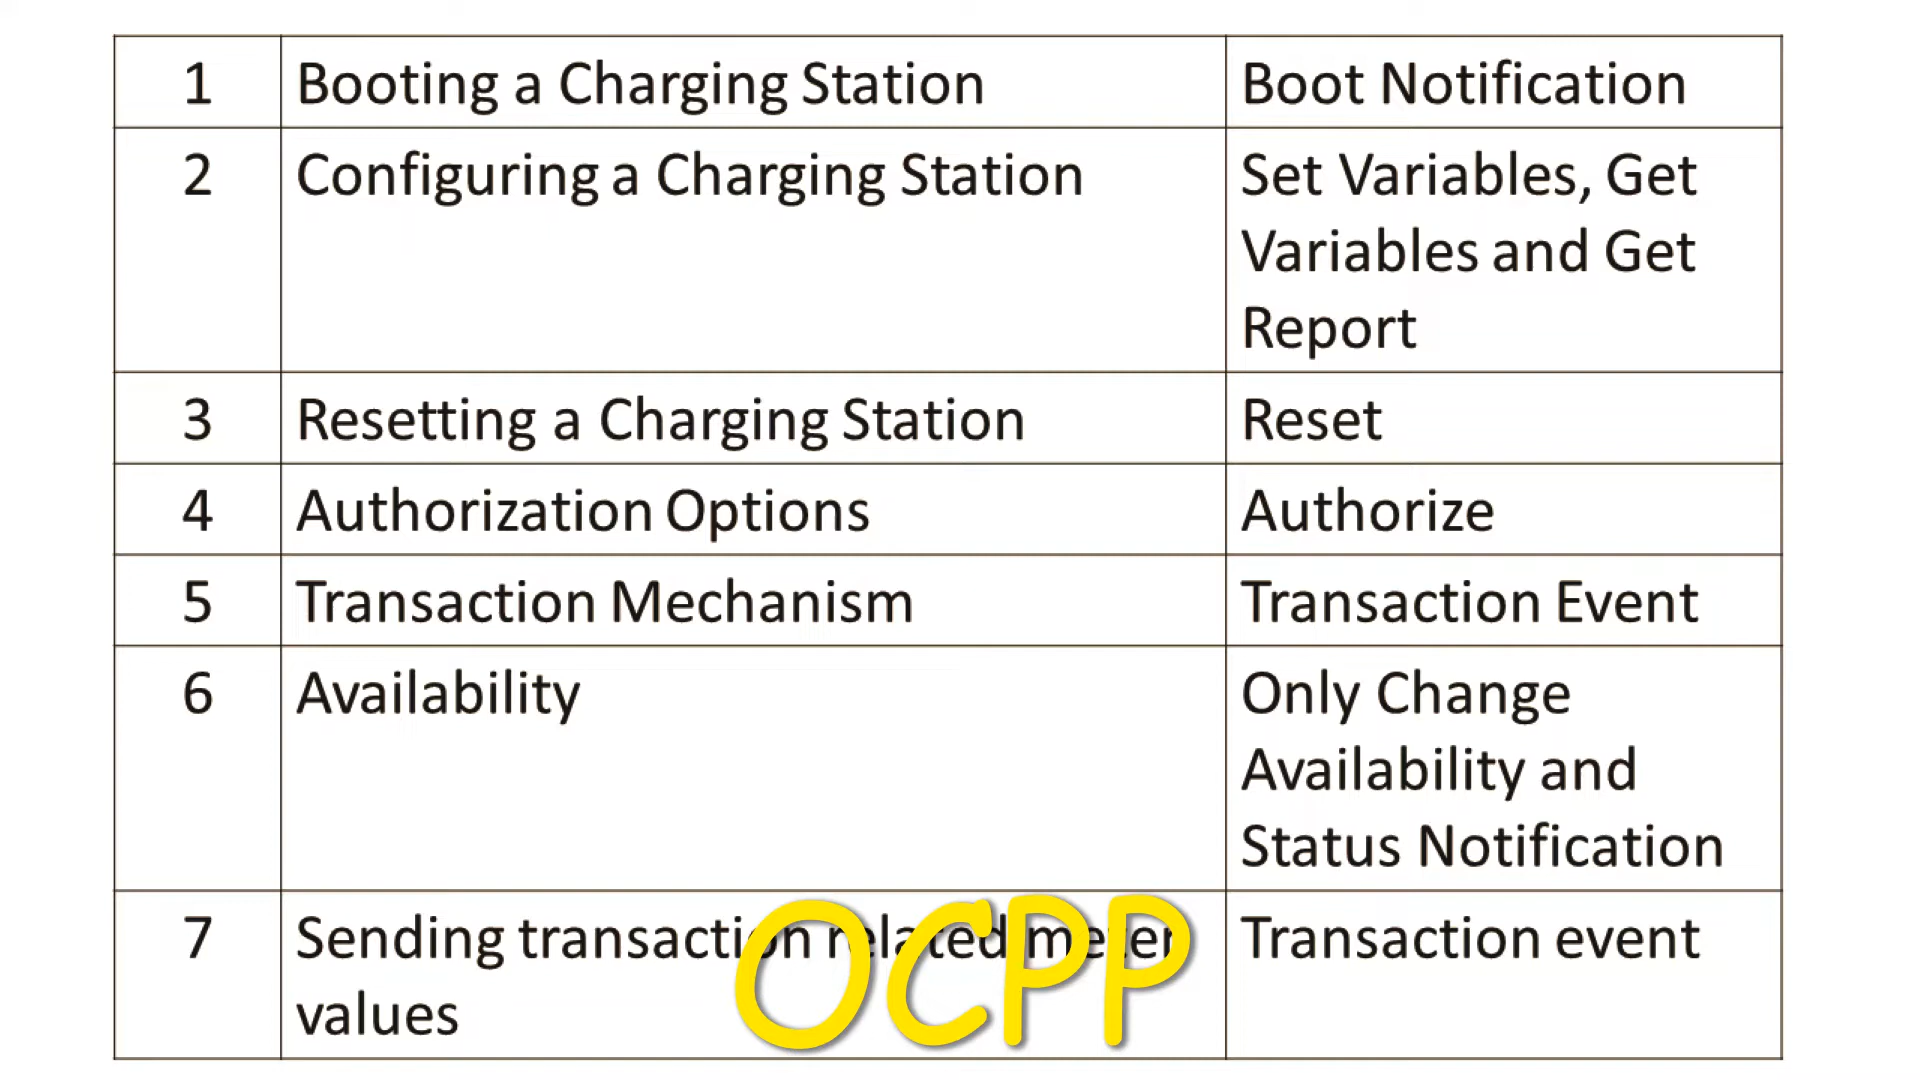 1 Booting a Charging Station Boot Notification
2 Configuring a Charging Station Set Variables, Get
Variables and Get
Report
3 Resetting a Charging Station Reset
4 Authorization Options Authorize
5 Transaction Mechanism Transaction Event
6 Availability Only Change
Availability and
Status Notification
7 Sending transaction related meter Transaction event
values
OCPP